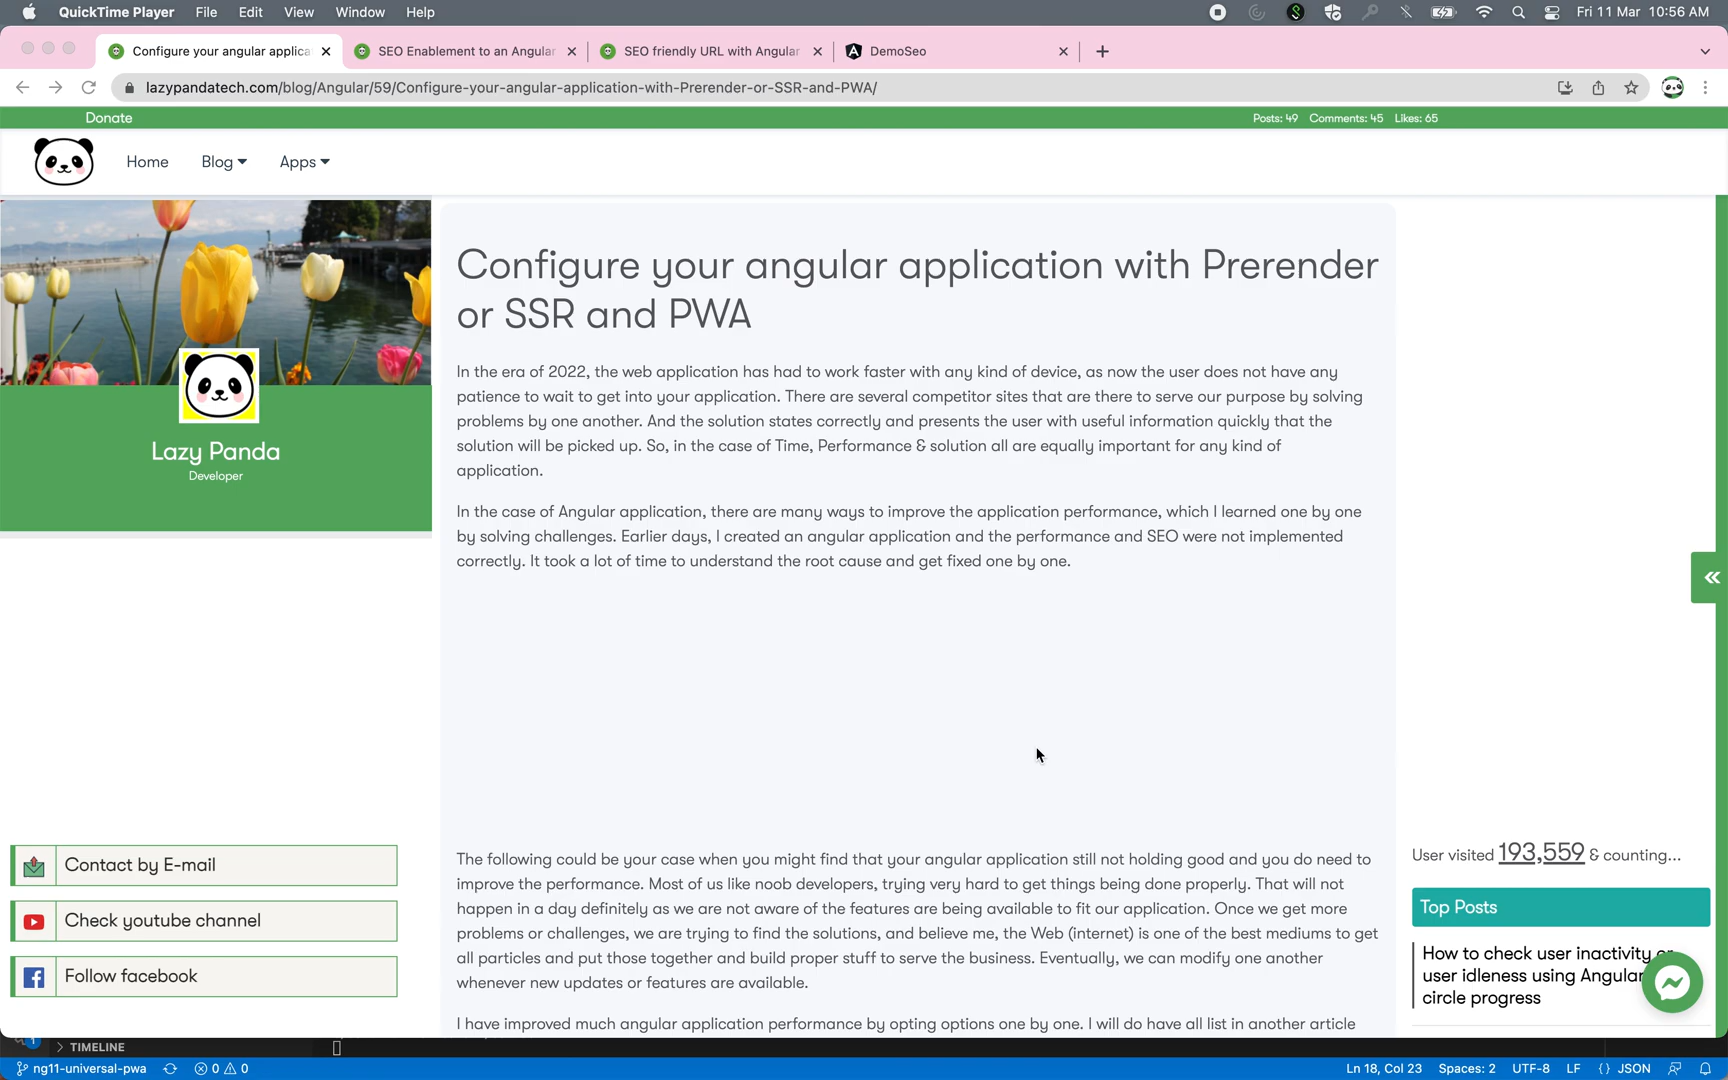 QuickTime Player File Edit View Window Help Fri 11 Mar 10:56 AM
Configure your angular applica SEO Enablement to an Angular SEO friendly URL with Angular DemoSeo
lazypandatech.com/blog/Angular/59/Configure-your-angular-application-with-Prerender-or-SSR-and-PWA/
Donate Posts: 49 Comments: 45 Likes: 65
Home Blog Apps
Configure your angular application with Prerender
or SSR and PWA
In the era of 2022, the web application has had to work faster with any kind of device, as now the user does not have any
patience to wait to get into your application. There are several competitor sites that are there to serve our purpose by solving
problems by one another. And the solution states correctly and presents the user with useful information quickly that the
solution will be picked up. So, in the case of Time, Performance & solution all are equally important for any kind of
application.
Lazy Panda
Developer
In the case of Angular application, there are many ways to improve the application performance, which I learned one by one
by solving challenges. Earlier days, I created an angular application and the performance and SEO were not implemented
correctly. It took a lot of time to understand the root cause and get fixed one by one.
Contact by E-mail
Check youtube channel
Follow facebook
The following could be your case when you might find that your angular application still not holding good and you do need to
improve the performance. Most of us like noob developers, trying very hard to get things being done properly. That will not
happen in a day definitely as we are not aware of the features are being available to fit our application. Once we get more
problems or challenges, we are trying to find the solutions, and believe me, the Web (internet) is one of the best mediums to get
all particles and put those together and build proper stuff to serve the business. Eventually, we can modify one another
whenever new updates or features are available.
I have improved much angular application performance by opting options one by one. I will do have all list in another article
User visited 193,559 & counting...
Top Posts
How to check user inactivity or
user idleness using Angular
circle progress
1 TIMELINE
ng11-universal-pwa 0 0 Ln 18, Col 23 Spaces: 2 UTF-8 LF {} JSON